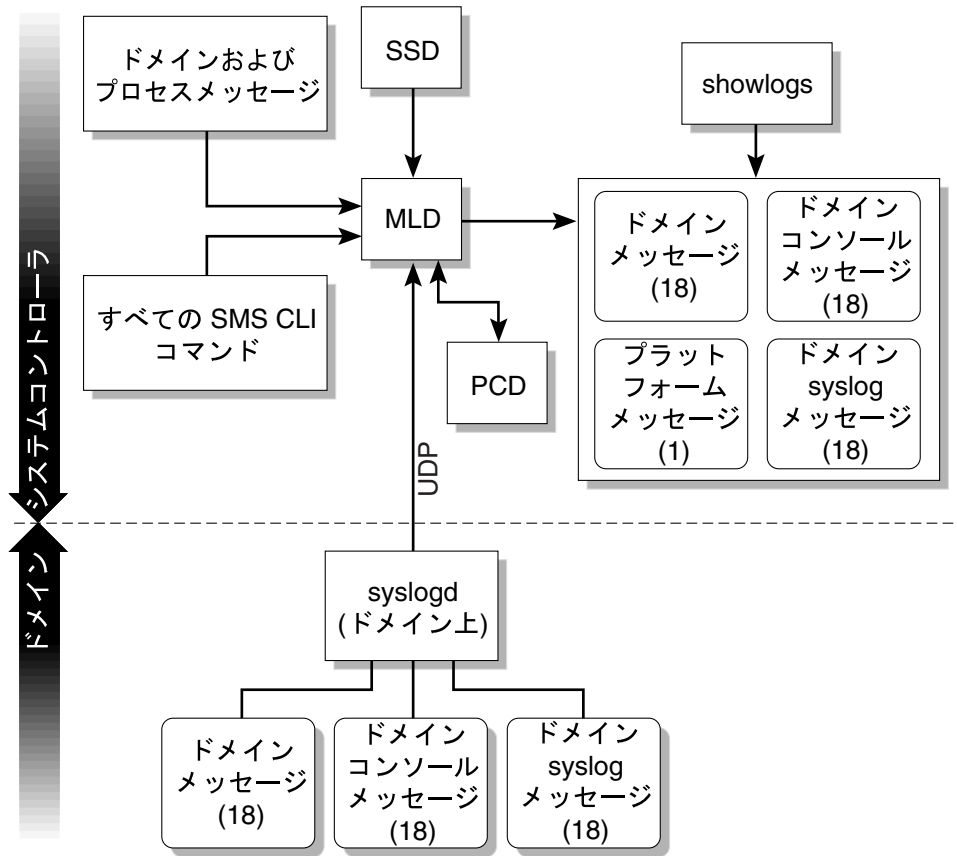 ドメインおよび
プロセスメッセージ
SSD
showlogs
MLD
ドメイン
メッセージ
(18)
ドメイン
コンソール
メッセージ
(18)
すべての SMS CLI
コマンド
PCD
プラット
フォーム
メッセージ
(1)
ドメイン
syslog
メッセージ
(18)
システムコントローラ
UDP
ドメイン
syslogd
(ドメイン上)
ドメイン
メッセージ
(18)
ドメイン
コンソール
メッセージ
(18)
ドメイン
syslog
メッセージ
(18)